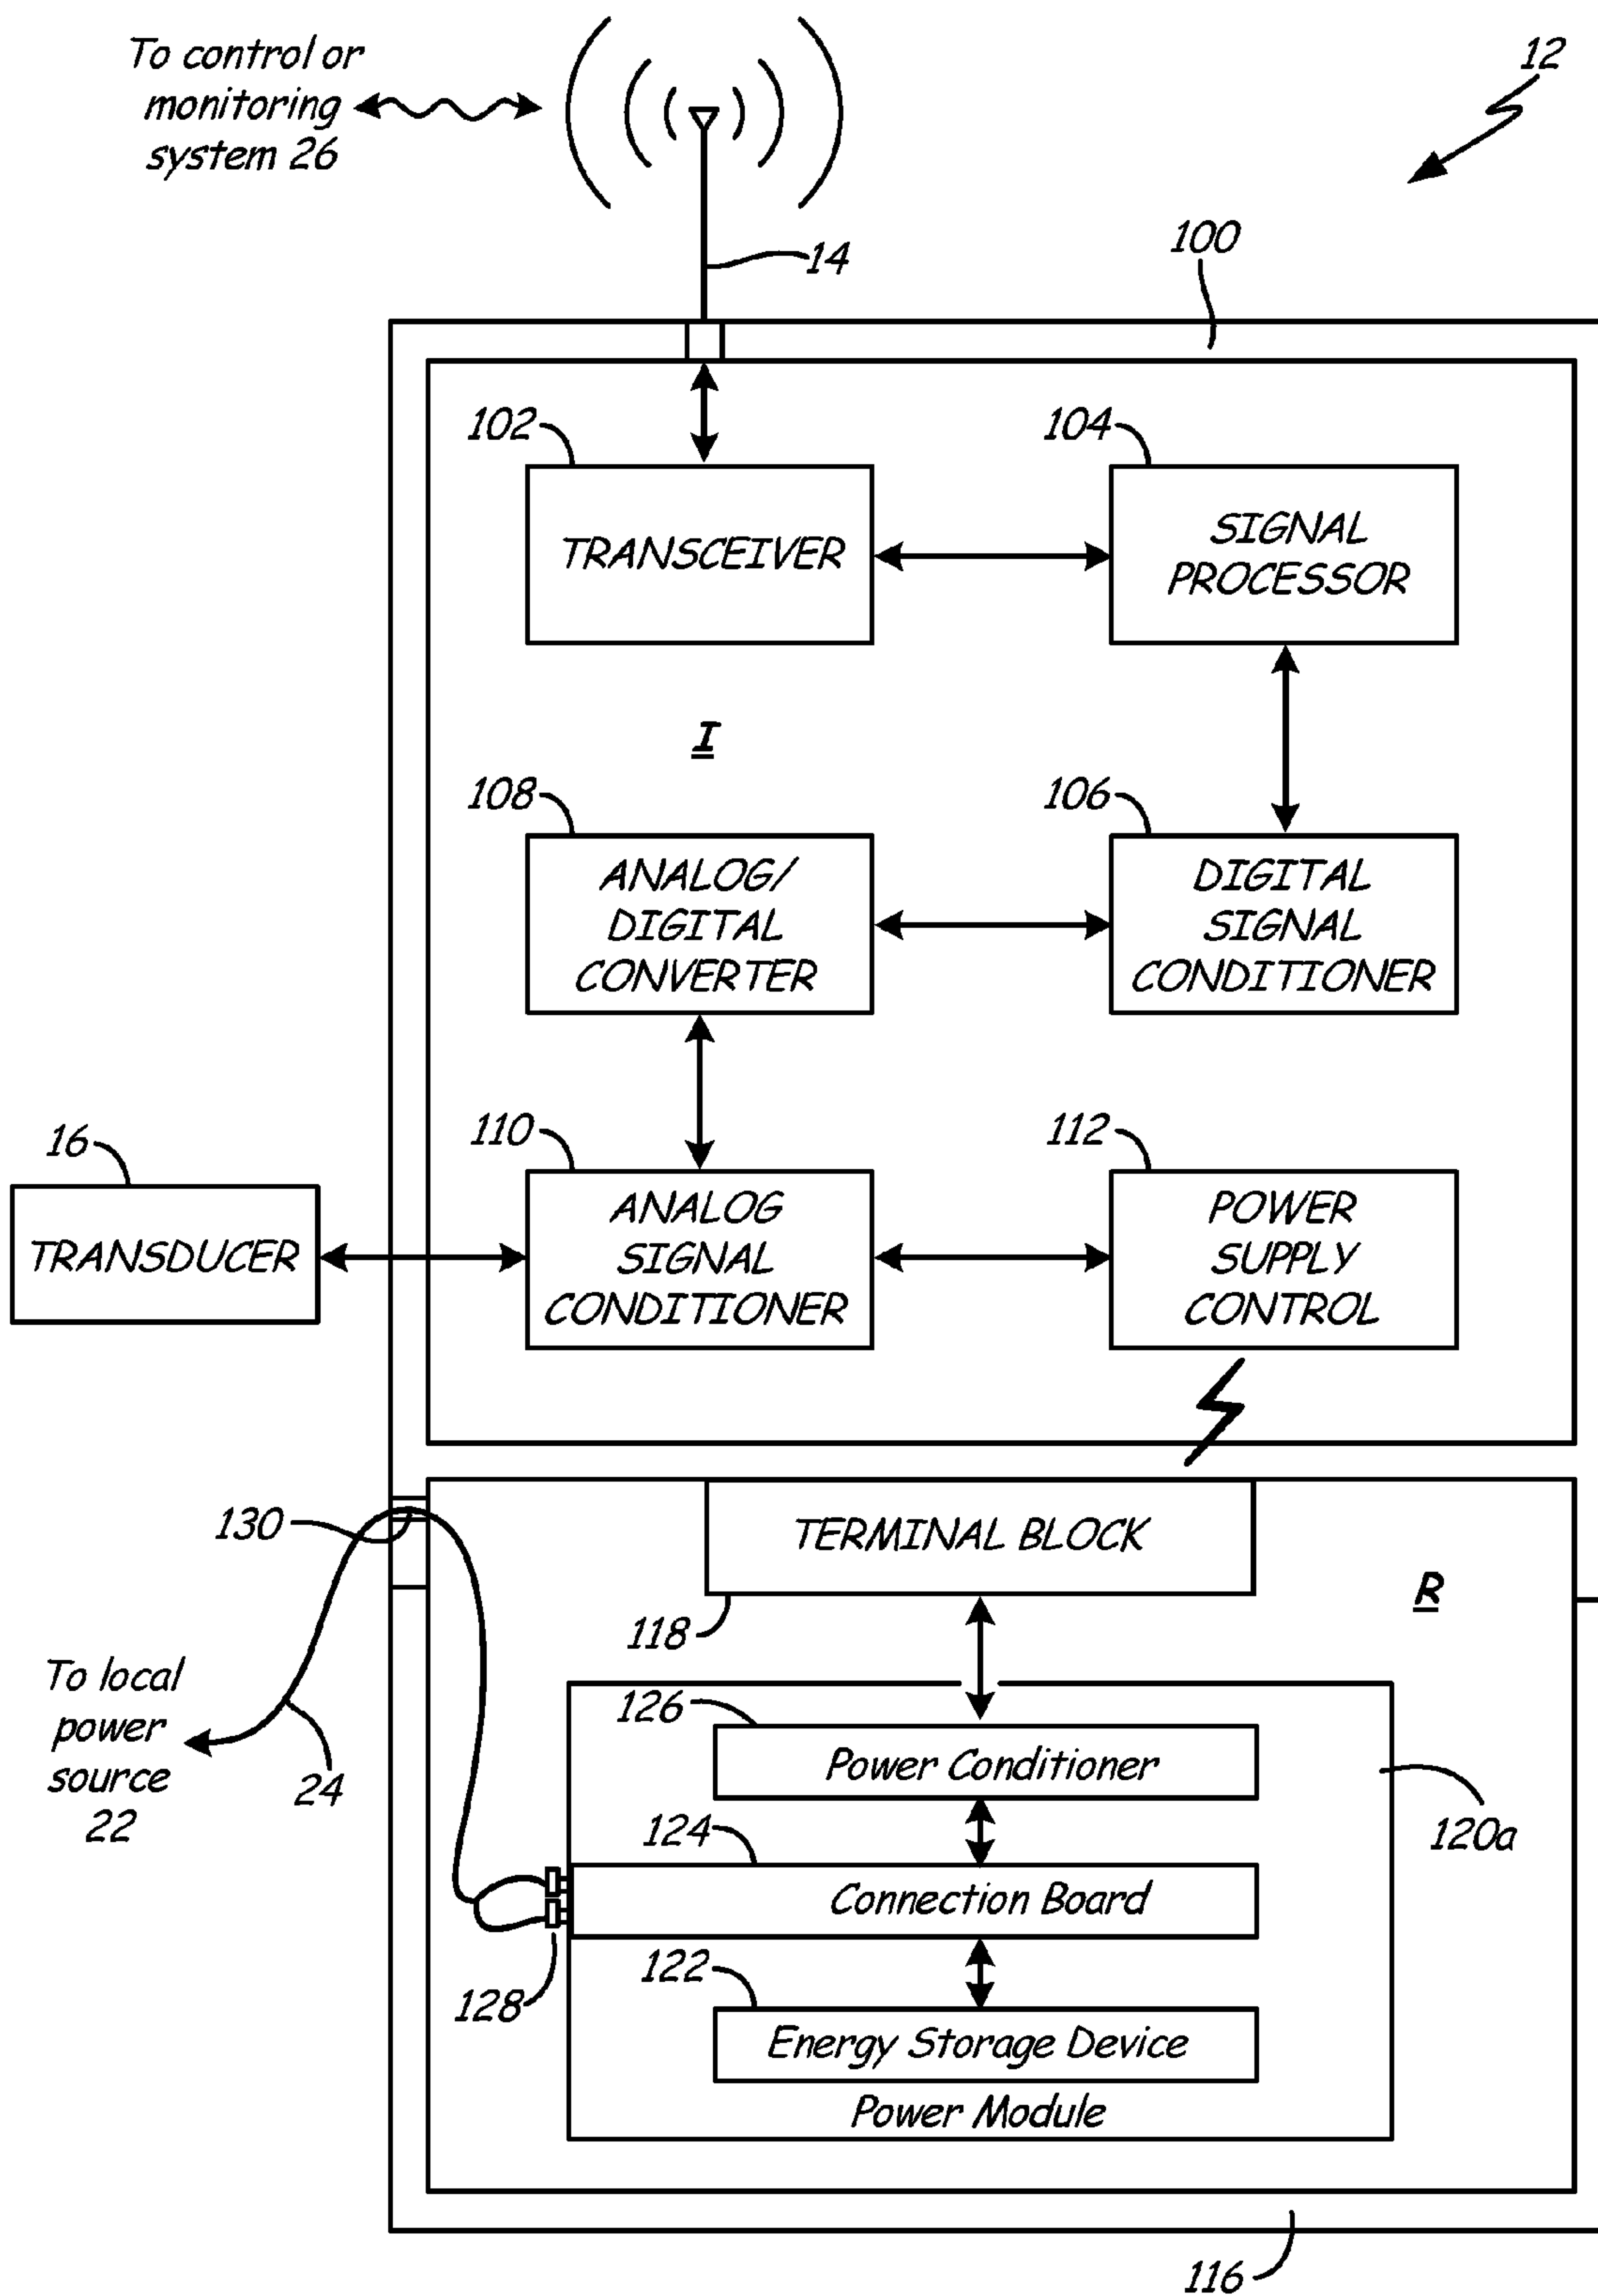 To control or
monitoring
system 26
12
14
100
102
104
TRANSCEIVER
SIGNAL
PROCESSOR
I
108
106
ANALOG/
DIGITAL
CONVERTER
DIGITAL
SIGNAL
CONDITIONER
16
110
112
TRANSDUCER
ANALOG
SIGNAL
CONDITIONER
POWER
SUPPLY
CONTROL
130
TERMINAL BLOCK
R
118
To local
power
source
22
24
126
Power Conditioner
120a
124
Connection Board
122
128
Energy Storage Device
Power Module
116